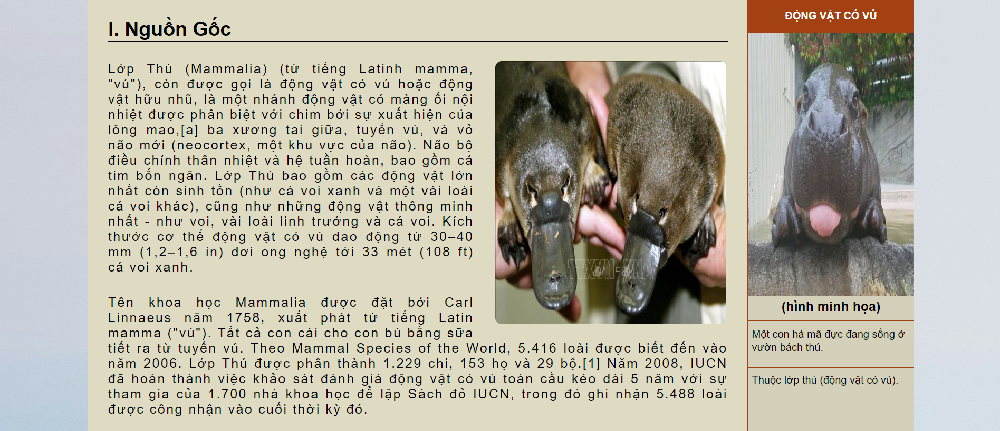 I. Nguồn Gốc
Lớp Thú (Mammalia) (từ tiếng Latinh mamma,
"vú"), còn được gọi là động vật có vú hoặc động
vật hữu nhũ, là một nhánh động vật có màng ối nội
nhiệt được phân biệt với chim bởi sự xuất hiện của
lông mao,[a] ba xương tai giữa, tuyến vú, và vỏ
não mới (neocortex, một khu vực của não). Não bộ
điều chỉnh thân nhiệt và hệ tuần hoàn, bao gồm cả
tim bốn ngăn. Lớp Thú bao gồm các động vật lớn
nhất còn sinh tồn (như cá voi xanh và một vài loài
cá voi khác), cũng như những động vật thông minh
nhất - như voi, vài loài linh trưởng và cá voi. Kích
thước cơ thể động vật có vú dao động từ 30–40
mm (1,2–1,6 in) dơi ong nghệ tới 33 mét (108 ft)
cá voi xanh.
Tên khoa học Mammalia được đặt bởi Carl
Linnaeus năm 1758, xuất phát từ tiếng Latin
mamma ("vú"). Tất cả con cái cho con bú bằng sữa
tiết ra từ tuyến vú. Theo Mammal Species of the World, 5.416 loài được biết đến vào
năm 2006. Lớp Thú được phân thành 1.229 chi, 153 họ và 29 bộ.[1] Năm 2008, IUCN
đã hoàn thành việc khảo sát đánh giá động vật có vú toàn cầu kéo dài 5 năm với sự
tham gia của 1.700 nhà khoa học để lập Sách đỏ IUCN, trong đó ghi nhận 5.488 loài
được công nhận vào cuối thời kỳ đó.
TTXVN-VNA
ĐỘNG VẬT CÓ VÚ
(hình minh họa)
Một con hà mã đực đang sống ở
vườn bách thú.
Thuộc lớp thú (động vật có vú).